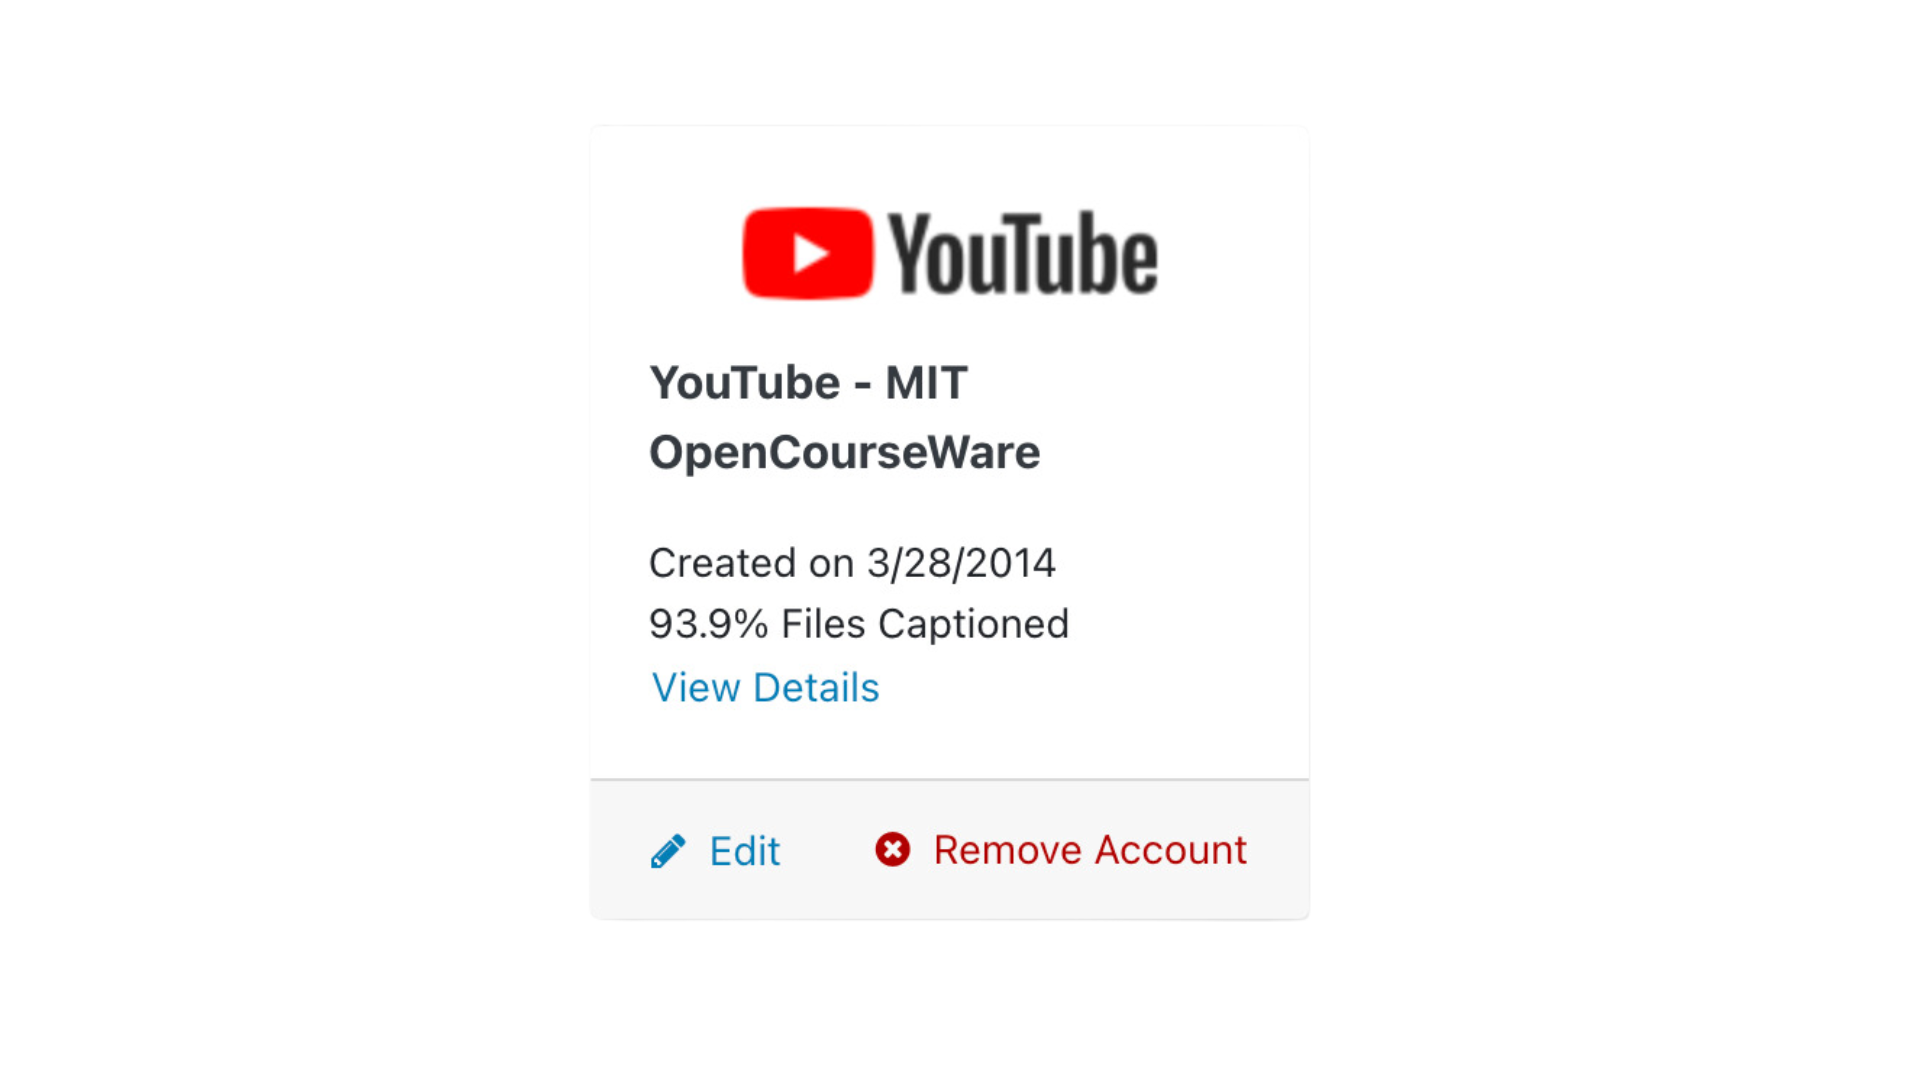 YouTube
YouTube - MIT
OpenCourseWare
Created on 3/28/2014
93.9% Files Captioned
View Details
Edit
Remove Account